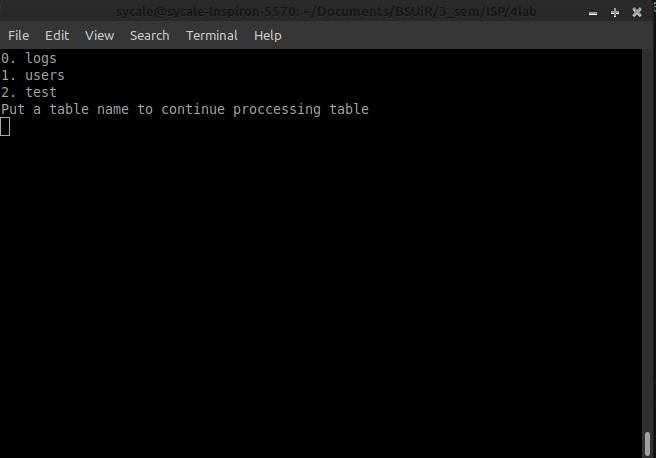 sycale@sycale-Inspiron-5570: ~/Documents/BSUiR/3_sem/ISP/4lab
File Edit View Search Terminal Help
0. logs
1. users
2. test
Put a table name to continue proccessing table